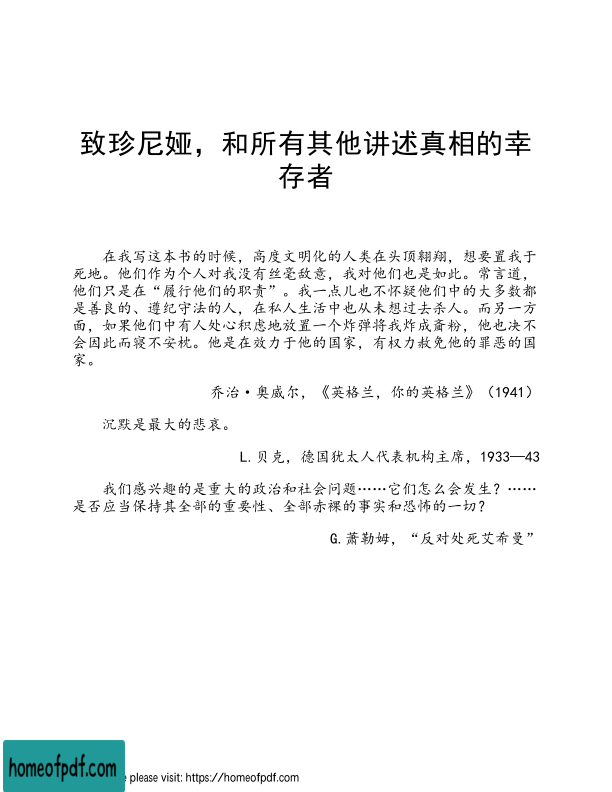 致珍尼娅，和所有其他讲述真相的幸
存者
在我写这本书的时候，高度文明化的人类在头顶翱翔，想要置我于
死地。他们作为个人对我没有丝毫敌意，我对他们也是如此。常言道，
他们只是在“履行他们的职责”。我一点儿也不怀疑他们中的大多数都
是善良的、遵纪守法的人，在私人生活中也从未想过去杀人。而另一方
面，如果他们中有人处心积虑地放置一个炸弹将我炸成齑粉，他也决不
会因此而寝不安枕。他是在效力于他的国家，有权力赦免他的罪恶的国
家。
乔治·奥威尔，《英格兰，你的英格兰》（1941）
沉默是最大的悲哀。
L.贝克，德国犹太人代表机构主席，1933—43
我们感兴趣的是重大的政治和社会问题……它们怎么会发生？……
是否应当保持其全部的重要性、全部赤裸的事实和恐怖的一切？
G.萧勒姆，“反对处死艾希曼”
homeofpdf.com
e please visit: https://homeofpdf.com